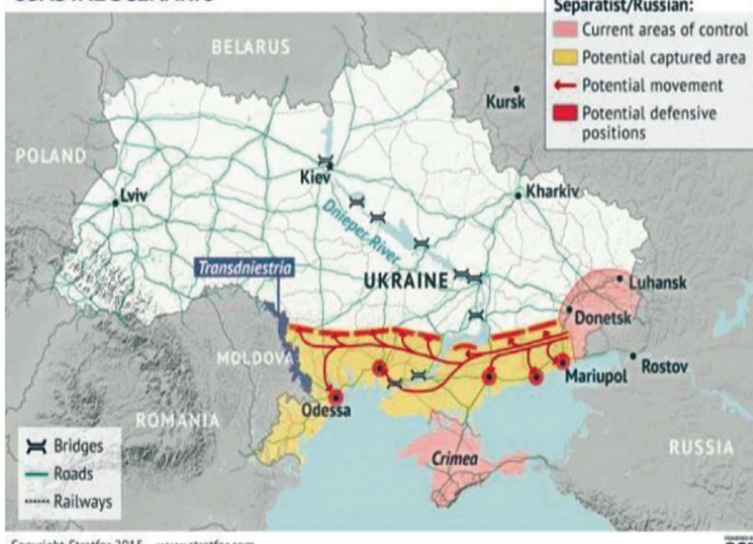 Separatist/Russian:
Current areas of control
Potential captured area
Potential movement
Potential defensive
positions
BELARUS
Kursk
POLAND
Kiev
Lviv
Kharkiv
Dnieper River
Transdniestria
UKRAINE
Luhansk
Donetsk
MOLDOVA
Rostov
Mariupol
Odessa
ROMANIA
RUSSIA
Crimea
Bridges
Roads
Railways